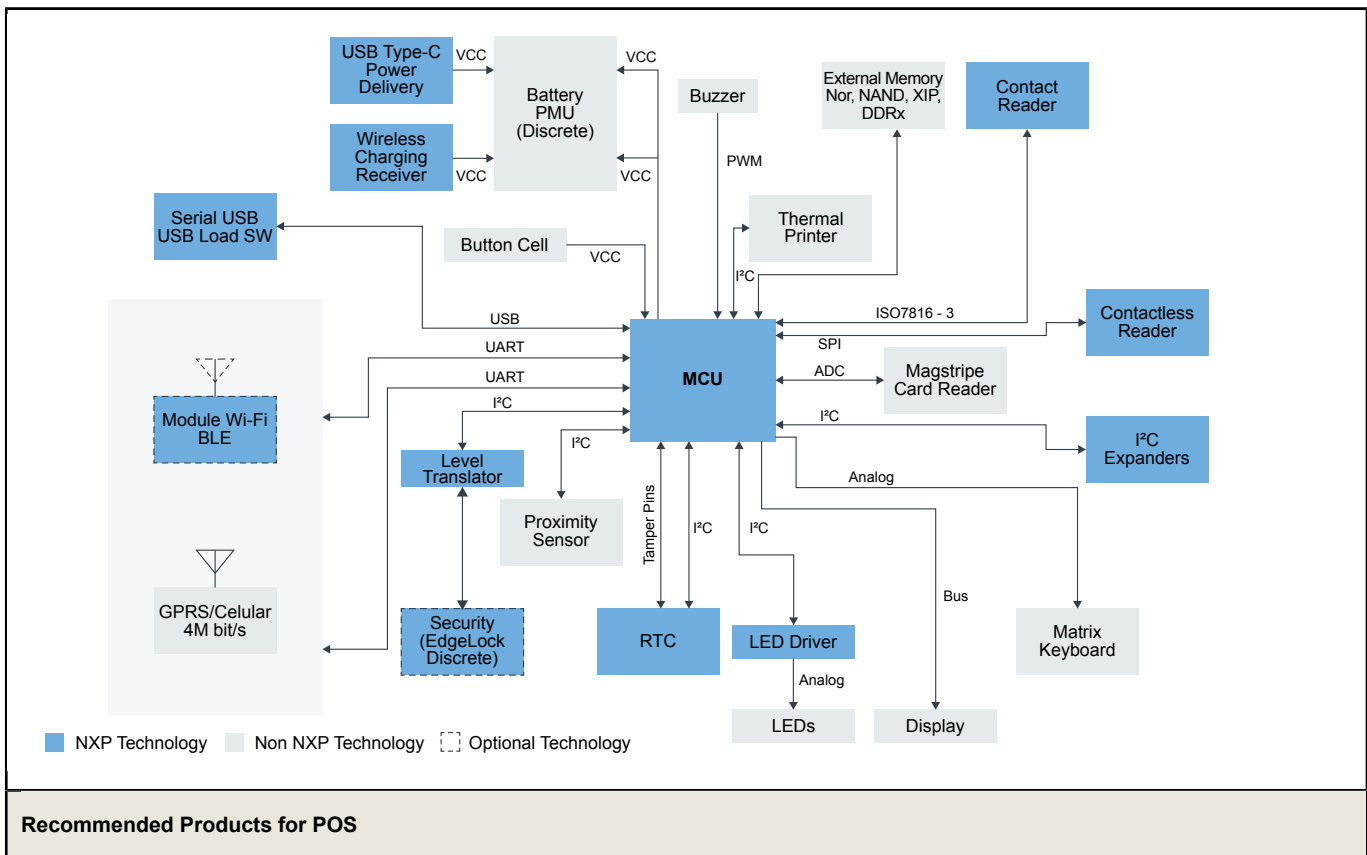 USB Type-C
Power
Delivery
VCC
Battery
PMU
(Discrete)
VCC
Wireless
Charging
Receiver
VCC
VCC
Buzzer
PWM
External Memory
Nor, NAND, XIP,
DDRx
Contact
Reader
Serial USB
USB Load SW
Button Cell
VCC
Thermal
Printer
I²C
USB
UART
UART
I²C
I²C
MCU
ISO7816 - 3
SPI
Contactless
Reader
ADC
Magstripe
Card Reader
I²C
I²C
Expanders
Module Wi-Fi
BLE
Level
Translator
Proximity
Sensor
Tamper Pins
I²C
I²C
Analog
Bus
GPRS/Celular
4M bit/s
Security
(EdgeLock
Discrete)
RTC
LED Driver
Analog
LEDs
Display
Matrix
Keyboard
NXP Technology
Non NXP Technology
Optional Technology
Recommended Products for POS